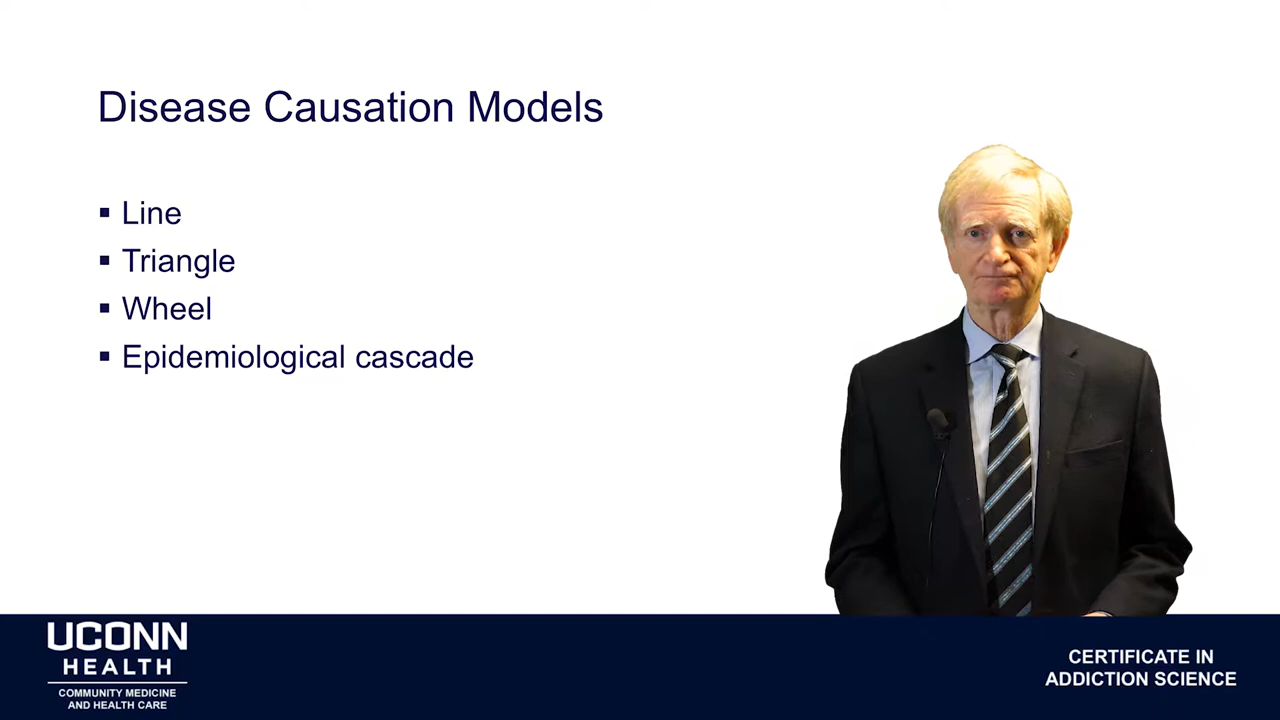 Disease Causation Models
▪ Line
▪ Triangle
▪ Wheel
▪ Epidemiological cascade
UCONN
HEALTH
COMMUNITY MEDICINE
AND HEALTH CARE
CERTIFICATE IN
ADDICTION SCIENCE